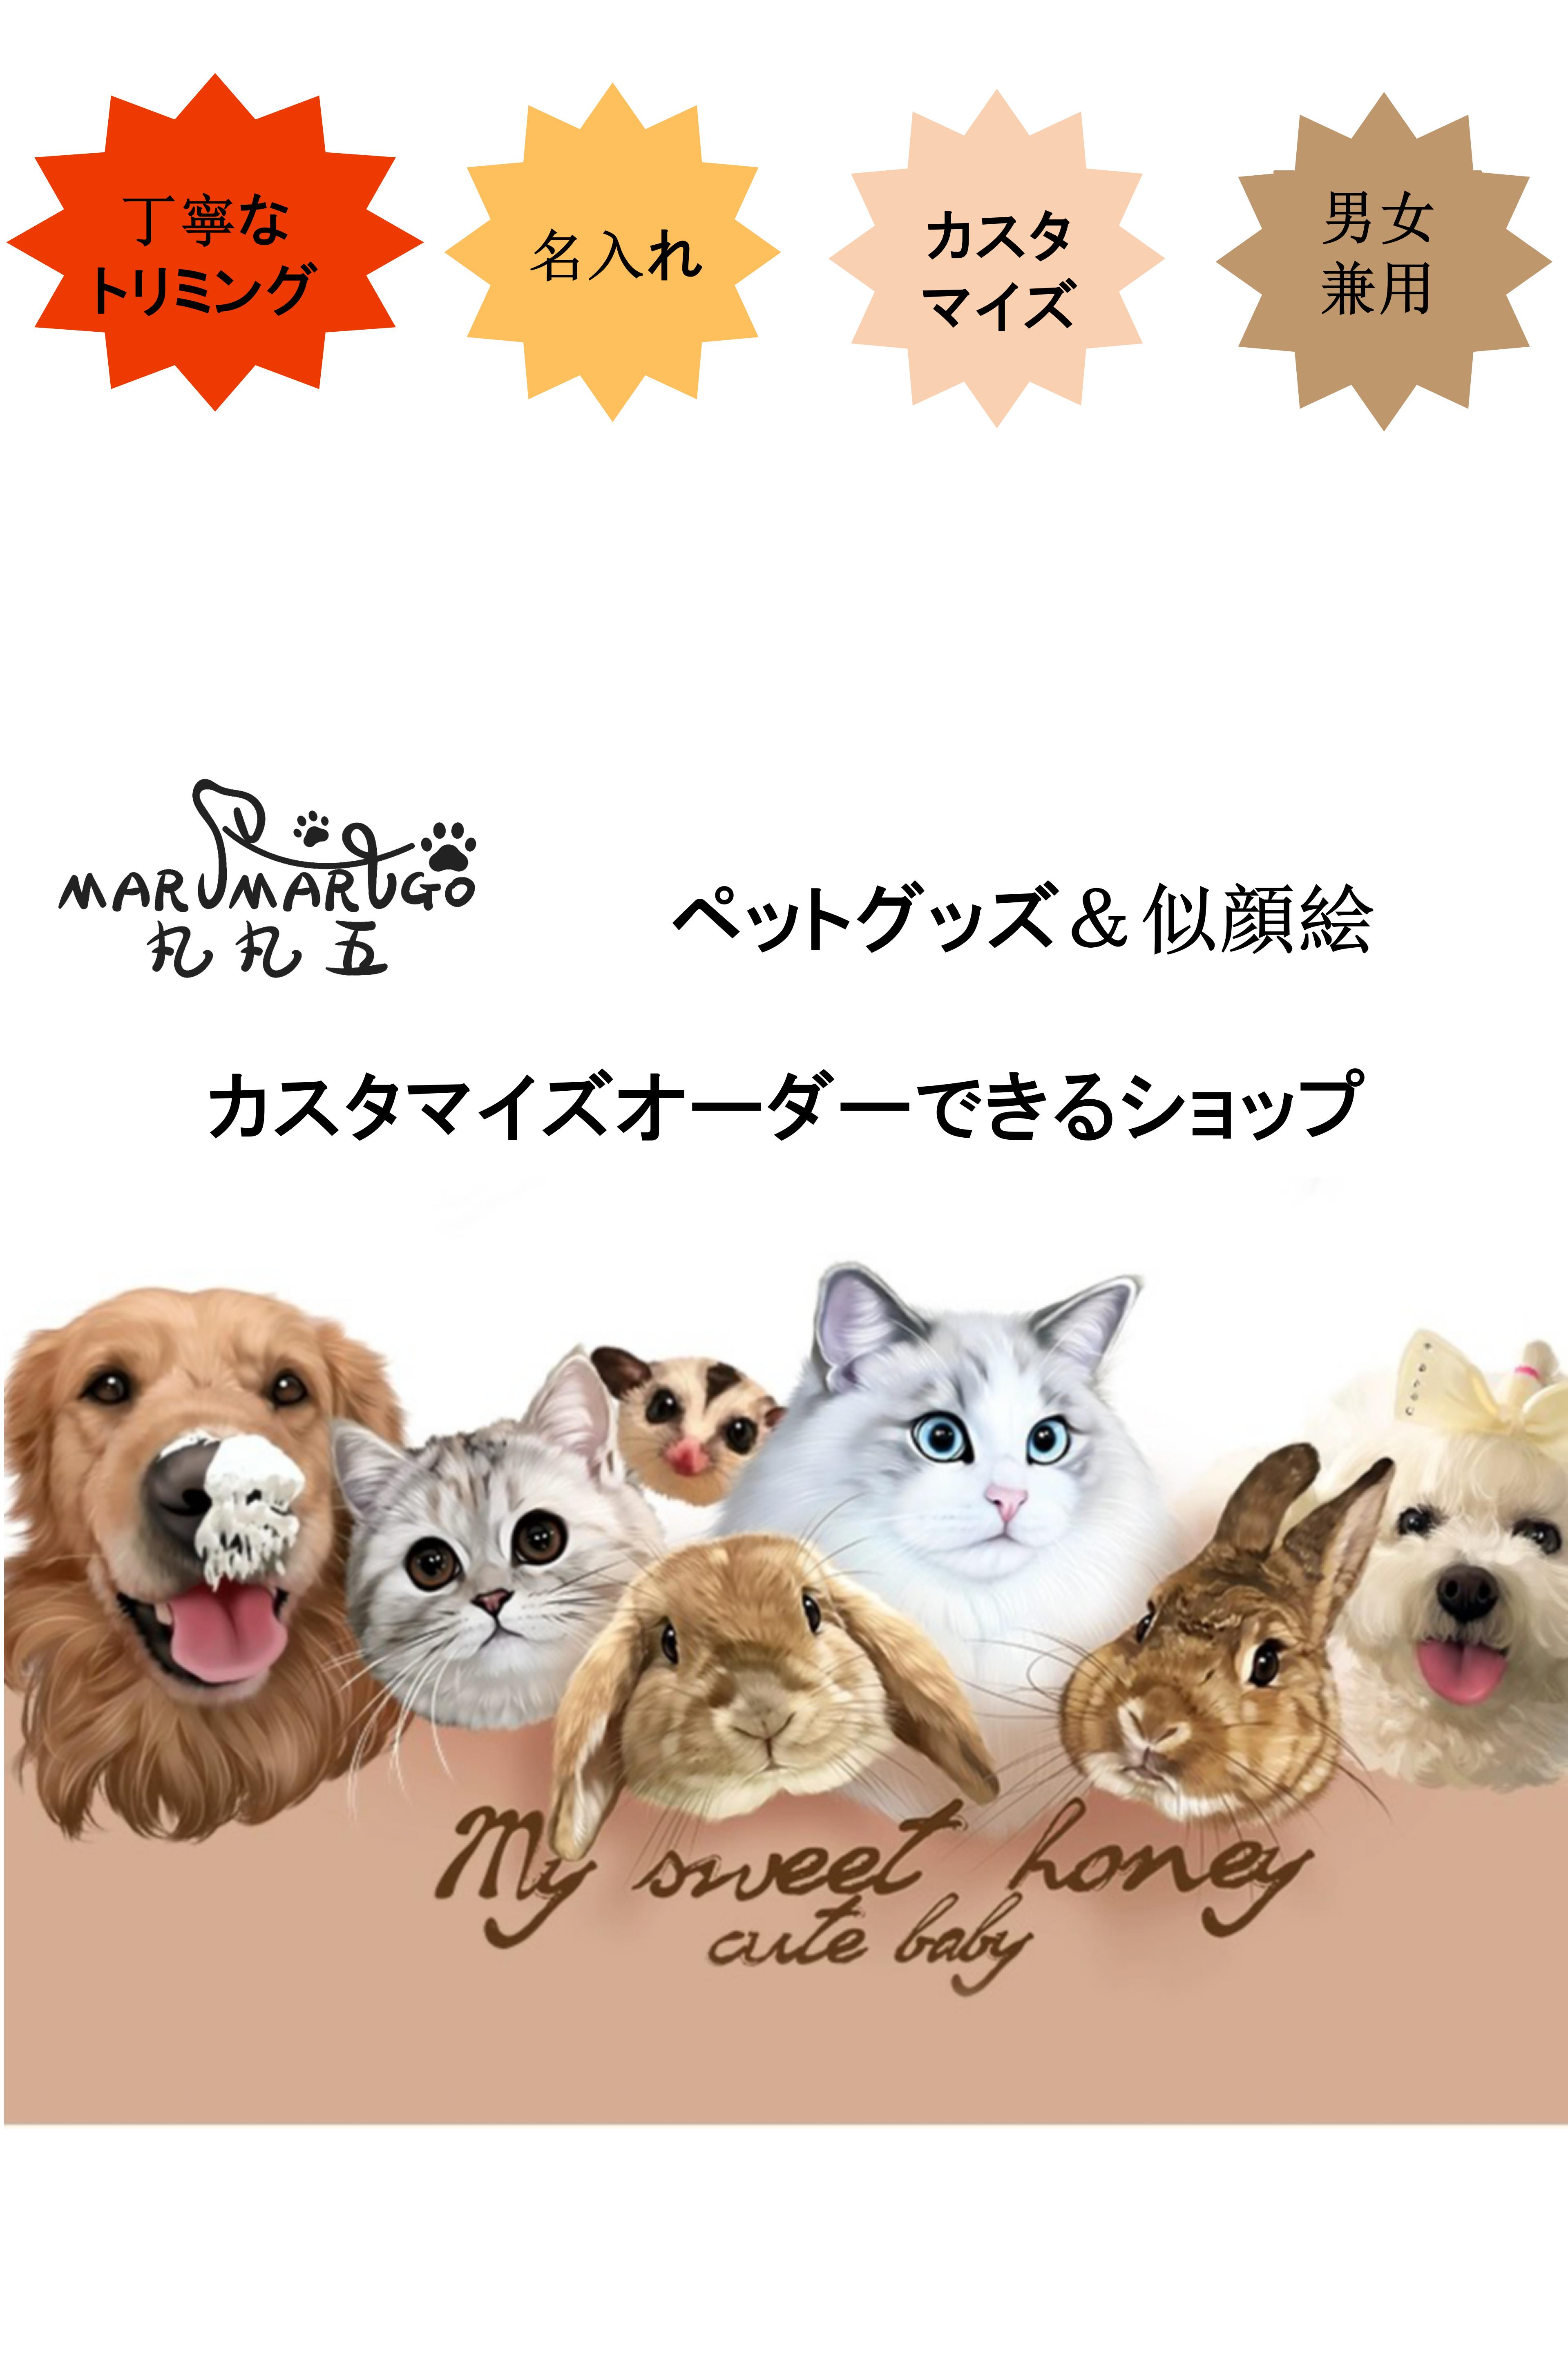 丁寧な
トリミング
名入れ
カスタ
マイズ
男女
兼用
MARUMARUGO
丸丸五
ペットグッズ&似顔絵
カスタマイズオーダーできるショップ
My sweet honey
cute baby